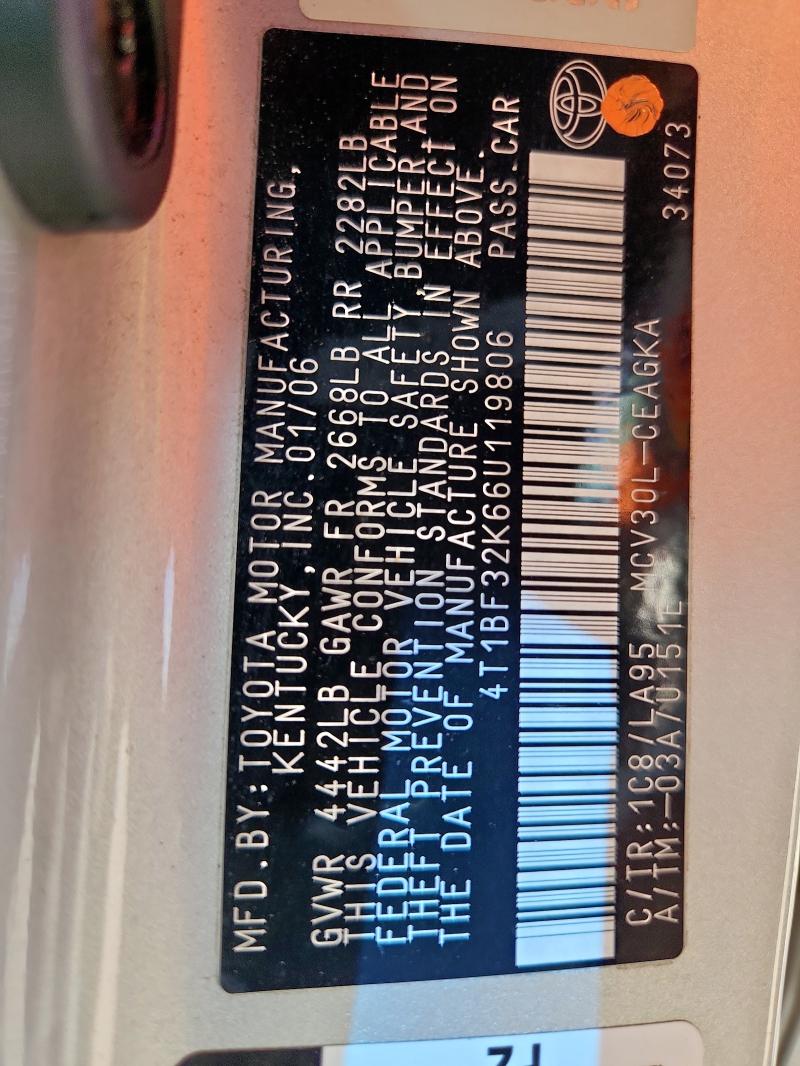 MFD.BY:TOYOTA MOTOR MANUFACTURING,
KENTUCKY,INC.01/06
GVWR 4442LB GAWR FR 2668LB RR 2282LB
THIS VEHICLE CONFORMS TO ALL APPLICABLE
FEDERAL MOTOR VEHICLE SAFETY, BUMPER, AND
THEFT PREVENTION STANDARDS IN EFFECT ON
THE DATE OF MANUFACTURE SHOWN ABOVE.
4T1BF32K66U119806 PASS.CAR
C/TR:1C8/LA95 MCV30L-CEAGKA
A/TM:-03A/U151E 34073